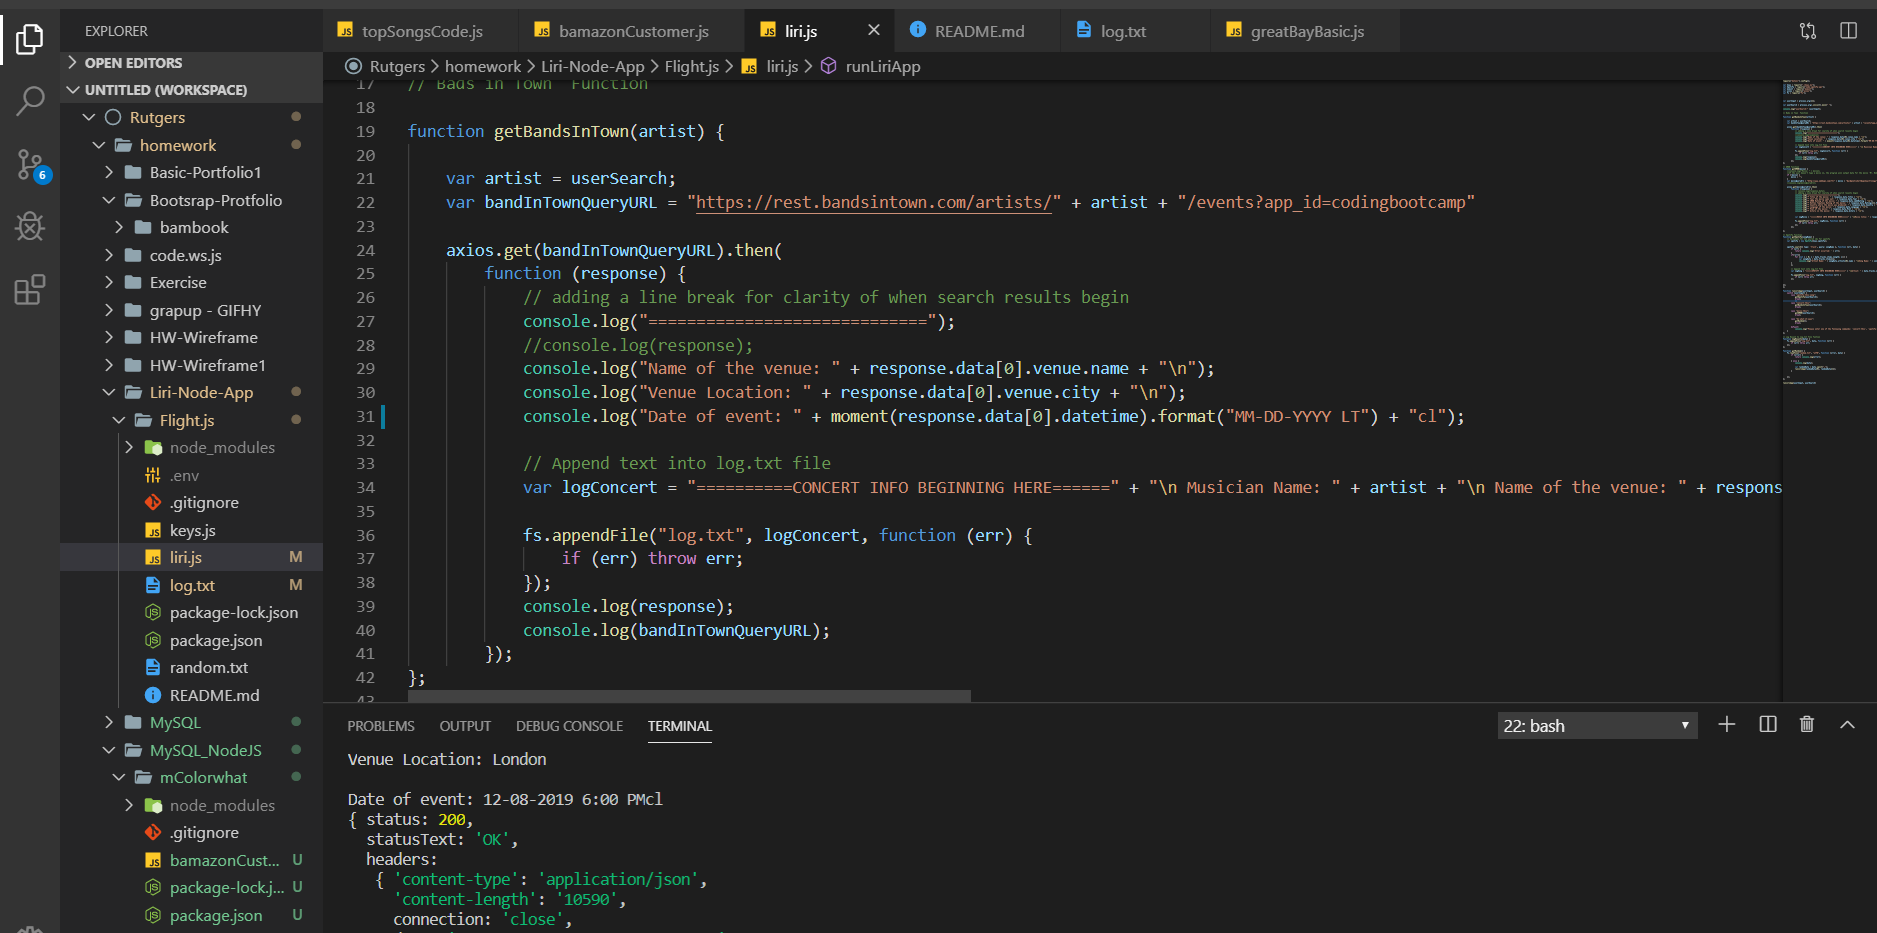 EXPLORER
OPEN EDITORS
UNTITLED (WORKSPACE)
Rutgers
homework
Basic-Portfolio1
Bootsrap-Protfolio
bambook
code.ws.js
Exercise
grapup - GIFHY
HW-Wireframe
HW-Wireframe1
Liri-Node-App
Flight.js
node_modules
.env
.gitignore
keys.js
liri.js M
log.txt M
package-lock.json
package.json
random.txt
README.md
MySQL
MySQL_NodeJS
mColorwhat
node_modules
.gitignore
bamazonCust... U
package-lock.j... U
package.json U
6
topSongsCode.js bamazonCustomer.js liri.js README.md log.txt greatBayBasic.js
Rutgers > homework > Liri-Node-App > Flight.js > liri.js > runLiriApp
17 // Bads in Town  Function
18
19 function getBandsInTown(artist) {
20
21 var artist = userSearch;
22 var bandInTownQueryURL = "https://rest.bandsintown.com/artists/" + artist + "/events?app_id=codingbootcamp"
23
24 axios.get(bandInTownQueryURL).then(
25 function (response) {
26 // adding a line break for clarity of when search results begin
27 console.log("=============================");
28 //console.log(response);
29 console.log("Name of the venue: " + response.data[0].venue.name + "\n");
30 console.log("Venue Location: " + response.data[0].venue.city + "\n");
31 console.log("Date of event: " + moment(response.data[0].datetime).format("MM-DD-YYYY LT") + "cl");
32
33 // Append text into log.txt file
34 var logConcert = "==========CONCERT INFO BEGINNING HERE======" + "\n Musician Name: " + artist + "\n Name of the venue: " + respons
35
36 fs.appendFile("log.txt", logConcert, function (err) {
37 if (err) throw err;
38 });
39 console.log(response);
40 console.log(bandInTownQueryURL);
41 });
42 };
43
PROBLEMS OUTPUT DEBUG CONSOLE TERMINAL 22: bash
Venue Location: London
Date of event: 12-08-2019 6:00 PMcl
{ status: 200,
statusText: 'OK',
headers:
{ 'content-type': 'application/json',
'content-length': '10590',
connection: 'close',